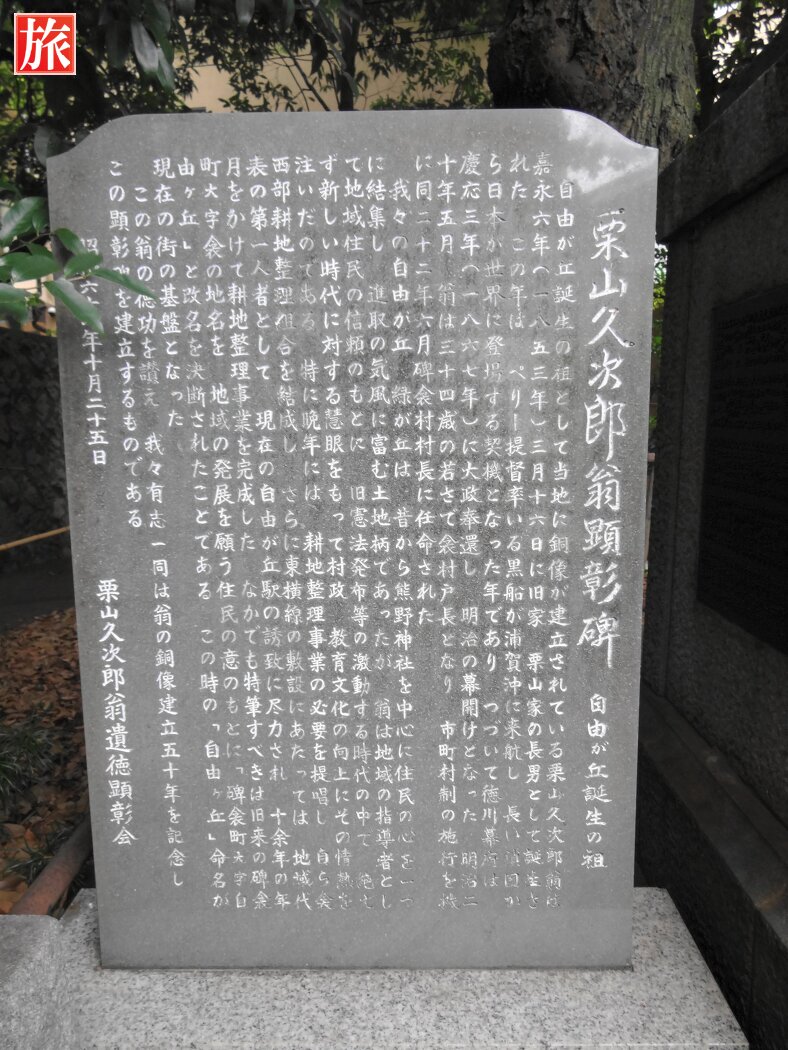 旅
栗山久次郎翁顕彰碑 自由が丘誕生の祖
自由が丘誕生の祖として当地に銅像が建立されている栗山久次郎翁は
嘉永六年(一八五三年)三月十六日に旧家 栗山家の長男として誕生さ
れた この年は ペリー提督率いる黒船が浦賀沖に来航し 長い鎖国か
ら日本が世界に登場する契機となった年であり つづいて徳川幕府は
慶応三年(一八六七年)に大政奉還し 明治の幕開けとなった 明治二
十年五月 翁は三十四歳の若さで衾村戸長となり 市町村制の施行を機
に同二十二年六月碑衾村村長に任命された
我々の自由が丘 緑が丘は 昔から熊野神社を中心に住民の心を一つ
に結集し 進取の気風に富む土地柄であったが 翁は地域の指導者とし
て地域住民の信頼のもとに 旧憲法発布等の激動する時代の中で 絶え
ず新しい時代に対する慧眼をもって村政 教育文化の向上にその情熱を
注いだのである 特に晩年には 耕地整理事業の必要を提唱し 自ら衾
西部耕地整理組合を結成し さらに東横線の敷設にあたっては 地域代
表の第一人者として 現在の自由が丘駅の誘致に尽力され 十余年の年
月をかけて耕地整理事業を完成した なかでも特筆すべきは旧来の碑衾
町大字衾の地名を 地域の発展を願う住民の意のもとに「碑衾町大字自
由ヶ丘」と改名を決断されたことである この時の「自由ヶ丘」命名が
現在の街の基盤となった
この翁の徳功を讃え 我々有志一同は翁の銅像建立五十年を記念し
この顕彰碑を建立するものである
昭 六 年十月二十五日
栗山久次郎翁遺徳顕彰会